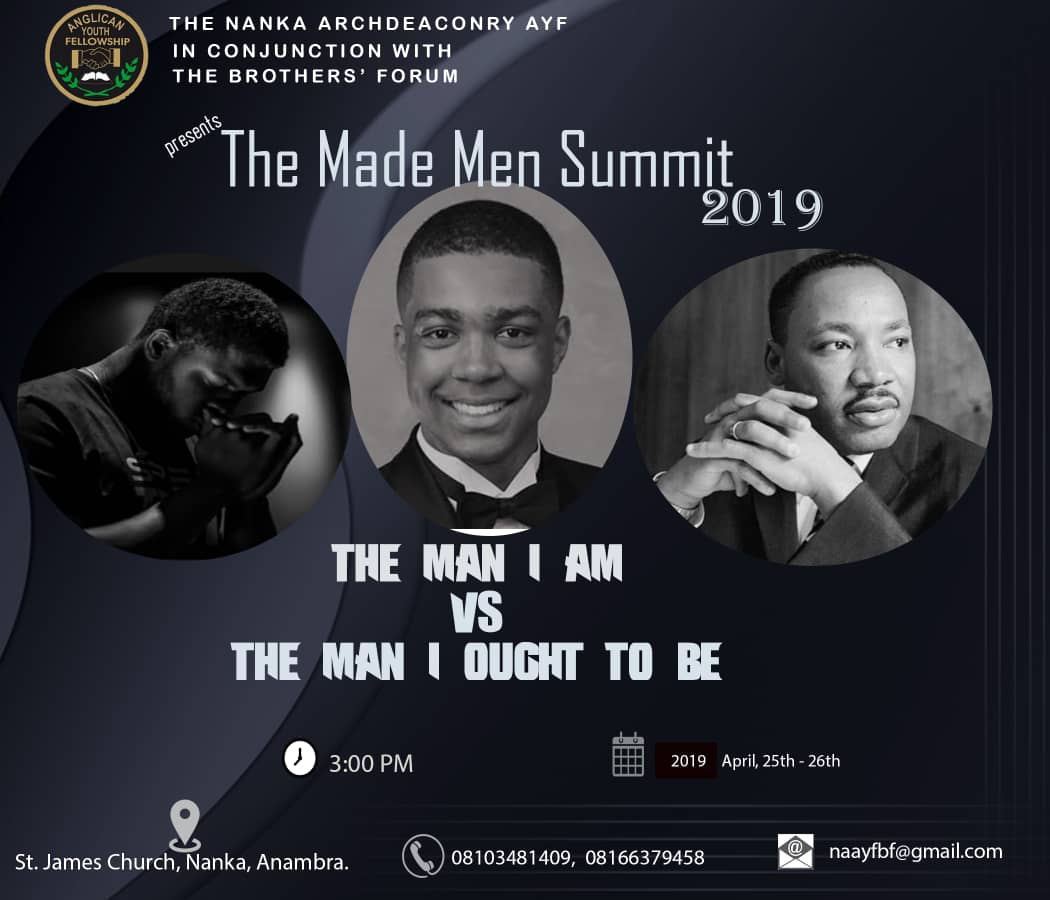 ANGLICAN
YOUTH
FELLOWSHIP
THE NANKA ARCHDEACONRY AYF
IN CONJUNCTION WITH
THE BROTHERS’ FORUM
presents
The Made Men Summit
2019
THE MAN I AM
VS
THE MAN I OUGHT TO BE
3:00 PM
2019 April, 25th - 26th
St. James Church, Nanka, Anambra.
08103481409, 08166379458
@
naayfbf@gmail.com